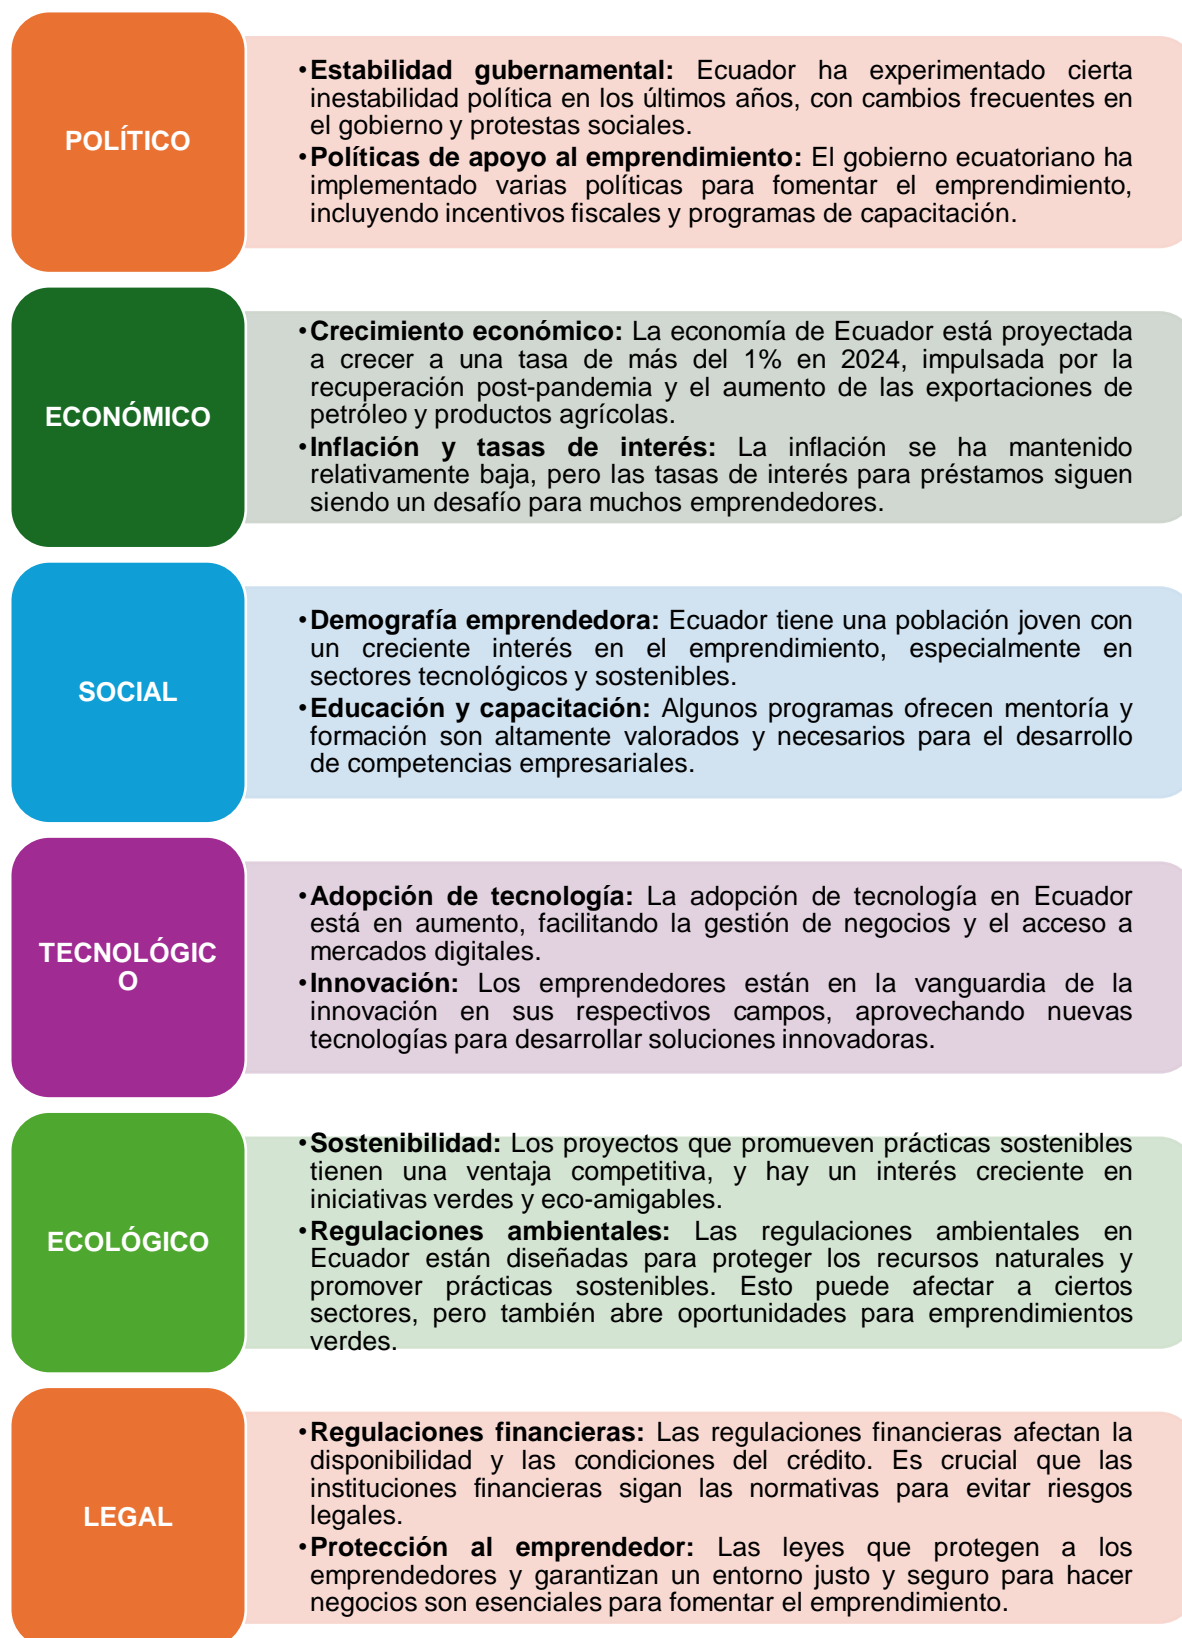 POLÍTICO
•Estabilidad gubernamental: Ecuador ha experimentado cierta
inestabilidad política en los últimos años, con cambios frecuentes en
el gobierno y protestas sociales.
•Políticas de apoyo al emprendimiento: El gobierno ecuatoriano ha
implementado varias políticas para fomentar el emprendimiento,
incluyendo incentivos fiscales y programas de capacitación.
ECONÓMICO
•Crecimiento económico: La economía de Ecuador está proyectada
a crecer a una tasa de más del 1% en 2024, impulsada por la
recuperación post-pandemia y el aumento de las exportaciones de
petróleo y productos agrícolas.
•Inflación y tasas de interés: La inflación se ha mantenido
relativamente baja, pero las tasas de interés para préstamos siguen
siendo un desafío para muchos emprendedores.
SOCIAL
•Demografía emprendedora: Ecuador tiene una población joven con
un creciente interés en el emprendimiento, especialmente en
sectores tecnológicos y sostenibles.
•Educación y capacitación: Algunos programas ofrecen mentoría y
formación son altamente valorados y necesarios para el desarrollo
de competencias empresariales.
TECNOLÓGIC
O
•Adopción de tecnología: La adopción de tecnología en Ecuador
está en aumento, facilitando la gestión de negocios y el acceso a
mercados digitales.
•Innovación: Los emprendedores están en la vanguardia de la
innovación en sus respectivos campos, aprovechando nuevas
tecnologías para desarrollar soluciones innovadoras.
ECOLÓGICO
•Sostenibilidad: Los proyectos que promueven prácticas sostenibles
tienen una ventaja competitiva, y hay un interés creciente en
iniciativas verdes y eco-amigables.
•Regulaciones ambientales: Las regulaciones ambientales en
Ecuador están diseñadas para proteger los recursos naturales y
promover prácticas sostenibles. Esto puede afectar a ciertos
sectores, pero también abre oportunidades para emprendimientos
verdes.
LEGAL
•Regulaciones financieras: Las regulaciones financieras afectan la
disponibilidad y las condiciones del crédito. Es crucial que las
instituciones financieras sigan las normativas para evitar riesgos
legales.
•Protección al emprendedor: Las leyes que protegen a los
emprendedores y garantizan un entorno justo y seguro para hacer
negocios son esenciales para fomentar el emprendimiento.